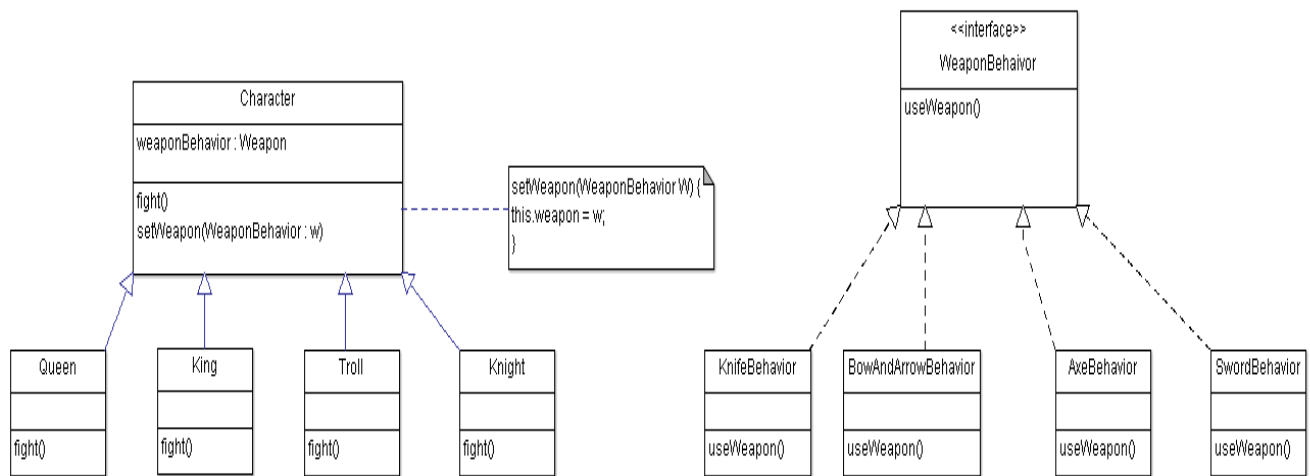 Character
weaponBehavior : Weapon
fight()
setWeapon(WeaponBehavior : w)
setWeapon(WeaponBehavior W) {
this.weapon = w;
}
<<interface>>
WeaponBehaivor
useWeapon()
Queen
fight()
King
fight()
Troll
fight()
Knight
fight()
KnifeBehavior
useWeapon()
BowAndArrowBehavior
useWeapon()
AxeBehavior
useWeapon()
SwordBehavior
useWeapon()